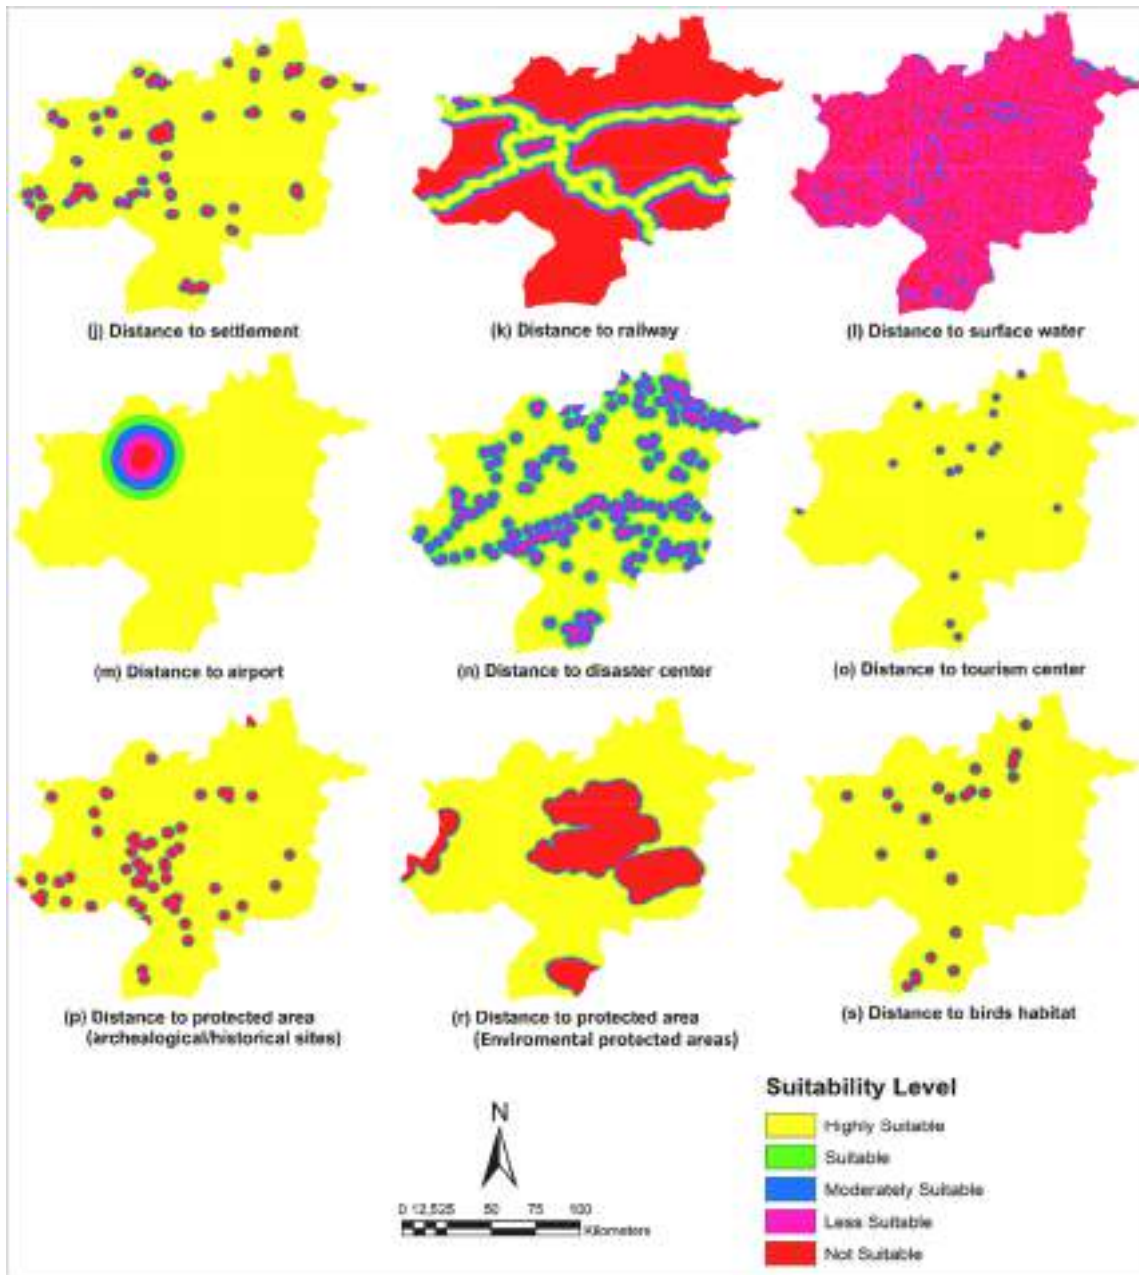 (j) Distance to settlement
(k) Distance to railway
(l) Distance to surface water
(m) Distance to airport
(n) Distance to disaster center
(o) Distance to tourism center
(p) Distance to protected area
(archealogical/historical sites)
(r) Distance to protected area
(Enviromental protected areas)
(s) Distance to birds habitat
Suitability Level
Highly Suitable
Suitable
Moderately Suitable
Less Suitable
Not Suitable
N
0 12,525 50 75 100
Kilometers